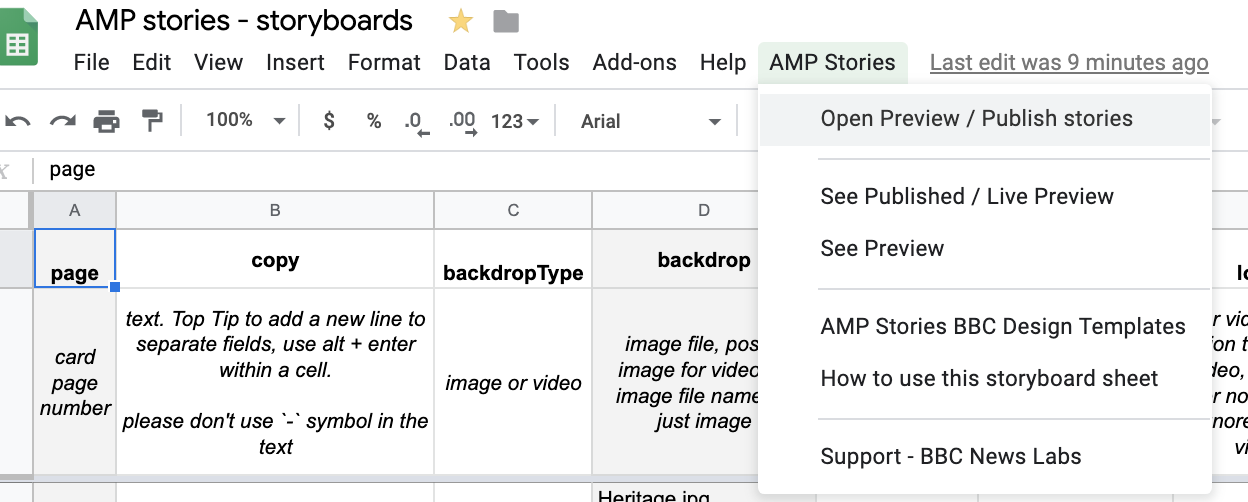 AMP stories - storyboards
File Edit View Insert Format Data Tools Add-ons Help AMP Stories Last edit was 9 minutes ago
100% $ % .0 .00 123 Arial
Open Preview / Publish stories
See Published / Live Preview
See Preview
AMP Stories BBC Design Templates
How to use this storyboard sheet
Support - BBC News Labs
page
A B C D
page copy backdropType backdrop
card
page
number
text. Top Tip to add a new line to
separate fields, use alt + enter
within a cell.
please don't use `-` symbol in the
text
image or video
image file, pos
image for video
image file name
just image
Heritage.jpg